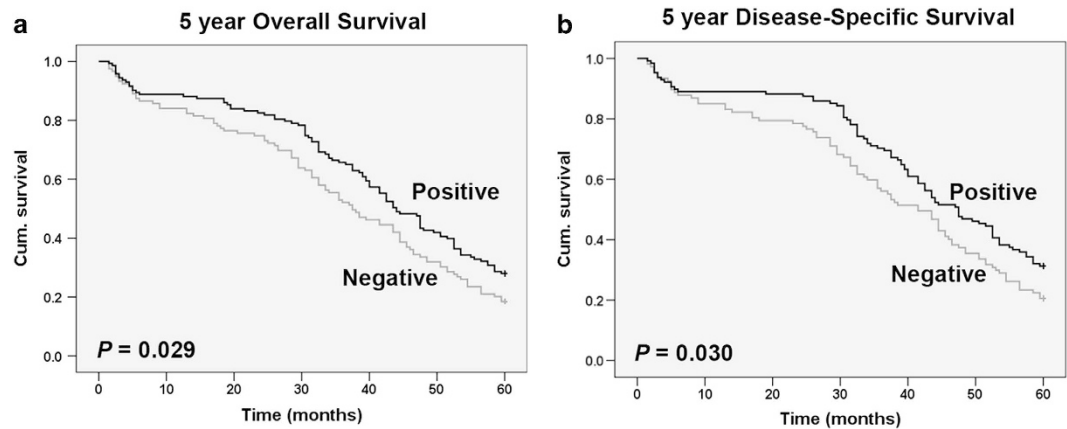 a
5 year Overall Survival
Cum. survival
1.0
0.8
0.6
0.4
0.2
0.0
Positive
Negative
P = 0.029
0 10 20 30 40 50 60
Time (months)
b
5 year Disease-Specific Survival
Cum. survival
1.0
0.8
0.6
0.4
0.2
0.0
Positive
Negative
P = 0.030
0 10 20 30 40 50 60
Time (months)